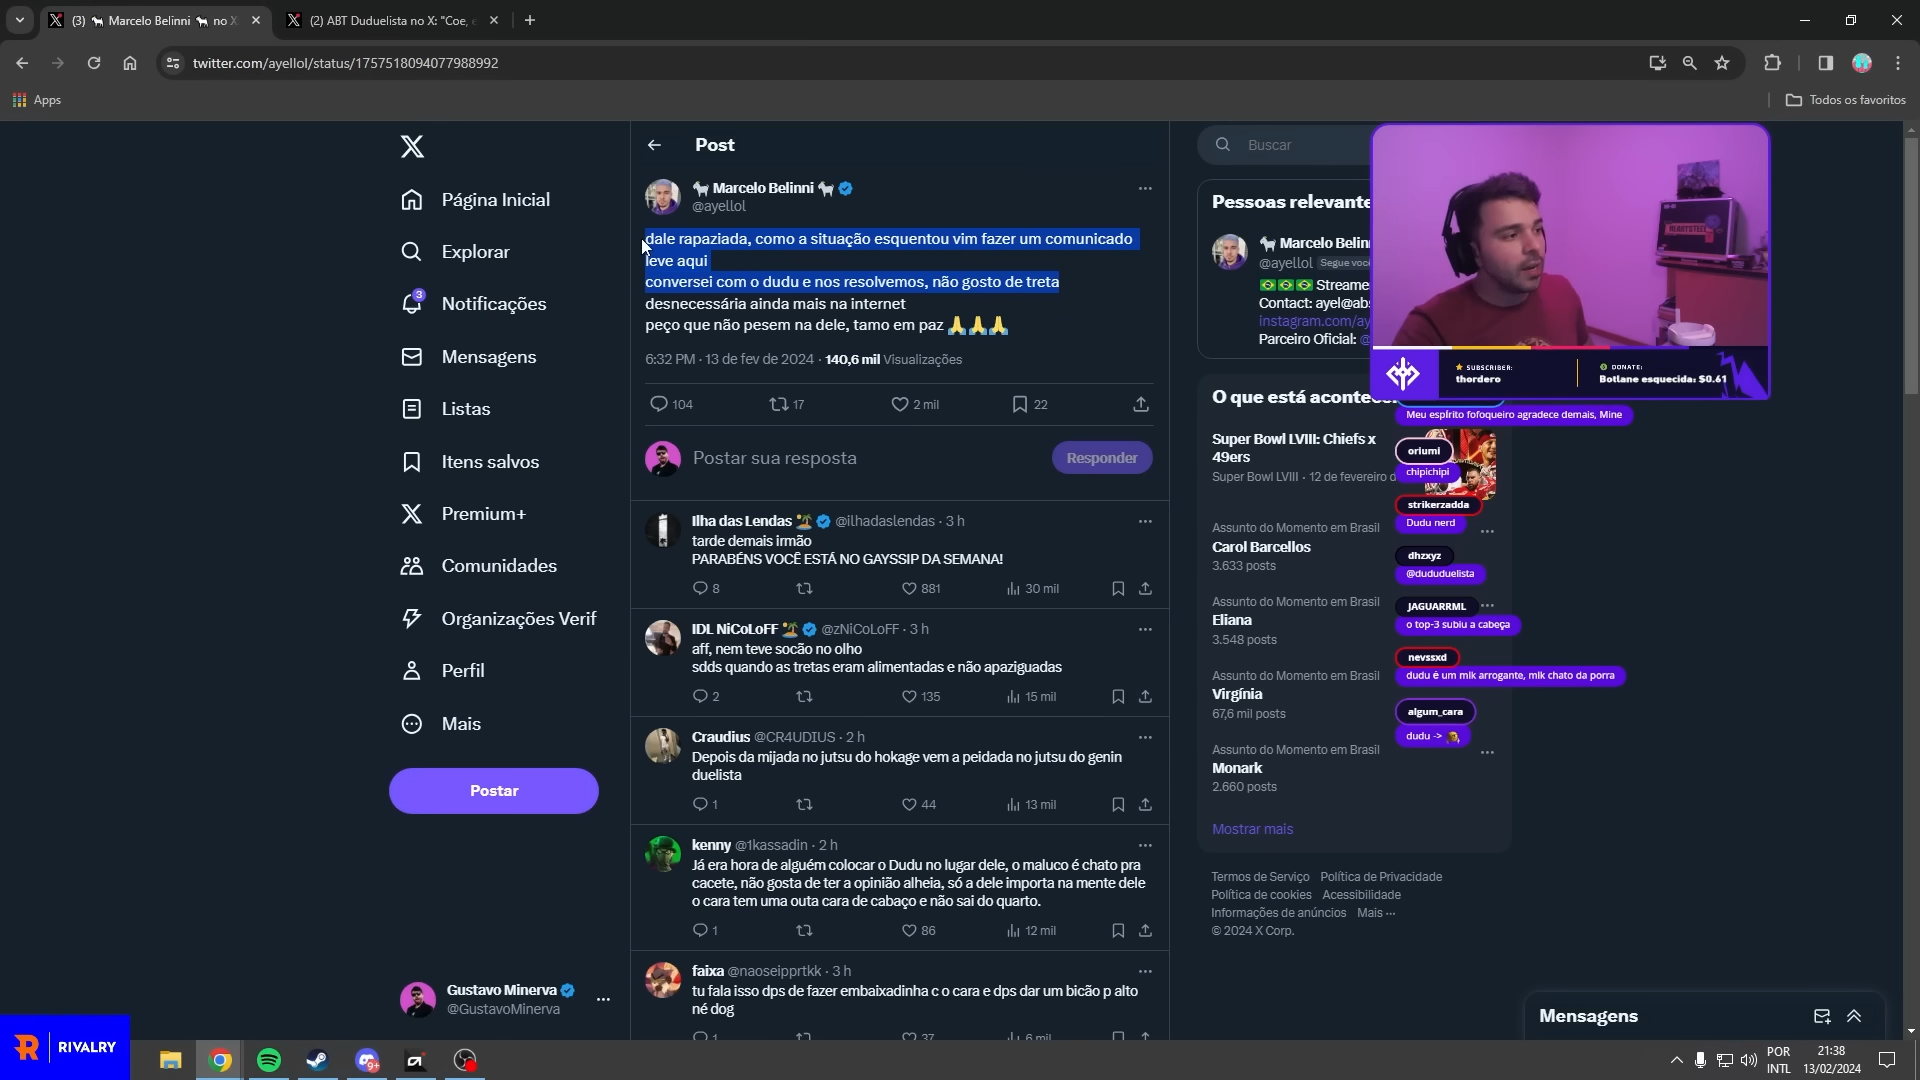 (3) 🐐 Marcelo Belinni 🐐 no X
(2) ABT Duduelista no X: "Coe,
twitter.com/ayellol/status/1757518094077988992
Apps
Todos os favoritos
Página Inicial
Explorar
3
Notificações
Mensagens
Listas
Itens salvos
Premium+
Comunidades
Organizações Verif
Perfil
Mais
Postar
Gustavo Minerva
@GustavoMinerva
Post
🐐 Marcelo Belinni 🐐
@ayellol
dale rapaziada, como a situação esquentou vim fazer um comunicado
leve aqui
conversei com o dudu e nos resolvemos, não gosto de treta
desnecessária ainda mais na internet
peço que não pesem na dele, tamo em paz 🙏🙏🙏
6:32 PM · 13 de fev de 2024 · 140,6 mil Visualizações
104 17 2 mil 22
Postar sua resposta
Responder
Ilha das Lendas 🏝️ @ilhadaslendas · 3 h
tarde demais irmão
PARABÉNS VOCÊ ESTÁ NO GAYSSIP DA SEMANA!
8 881 30 mil
IDL NiCoLoFF 🏝️ @zNiCoLoFF · 3 h
aff, nem teve socão no olho
sdds quando as tretas eram alimentadas e não apaziguadas
2 135 15 mil
Craudius @CR4UDIUS · 2 h
Depois da mijada no jutsu do hokage vem a peidada no jutsu do genin
duelista
1 44 13 mil
kenny @1kassadin · 2 h
Já era hora de alguém colocar o Dudu no lugar dele, o maluco é chato pra
cacete, não gosta de ter a opinião alheia, só a dele importa na mente dele
o cara tem uma outa cara de cabaço e não sai do quarto.
1 86 12 mil
faixa @naoseipprtkk · 3 h
tu fala isso dps de fazer embaixadinha c o cara e dps dar um bicão p alto
né dog
1 37 6 mil
Buscar
Pessoas relevante
🐐 Marcelo Belin
@ayellol Segue você
🇧🇷🇧🇷🇧🇷 Streame
Contact: ayel@abs
instagram.com/ay
Parceiro Oficial: @
SUBSCRIBER:
thordero
DONATE:
Botlane esquecida: $0.61
O que está acontece
Super Bowl LVIII: Chiefs x
49ers
Super Bowl LVIII · 12 de fevereiro d
Assunto do Momento em Brasil
Carol Barcellos
3.633 posts
Assunto do Momento em Brasil
Eliana
3.548 posts
Assunto do Momento em Brasil
Virgínia
67,6 mil posts
Assunto do Momento em Brasil
Monark
2.660 posts
Mostrar mais
Meu espírito fofoqueiro agradece demais, Mine
oriumi
chipichipi
strikerzadda
Dudu nerd
dhzxyz
@dududuelista
JAGUARRML
o top-3 subiu a cabeça
nevssxd
dudu é um mlk arrogante, mlk chato da porra
algum_cara
dudu ->
Termos de Serviço Política de Privacidade
Política de cookies Acessibilidade
Informações de anúncios Mais ···
© 2024 X Corp.
Mensagens
R RIVALRY
9+
POR
INTL
21:38
13/02/2024